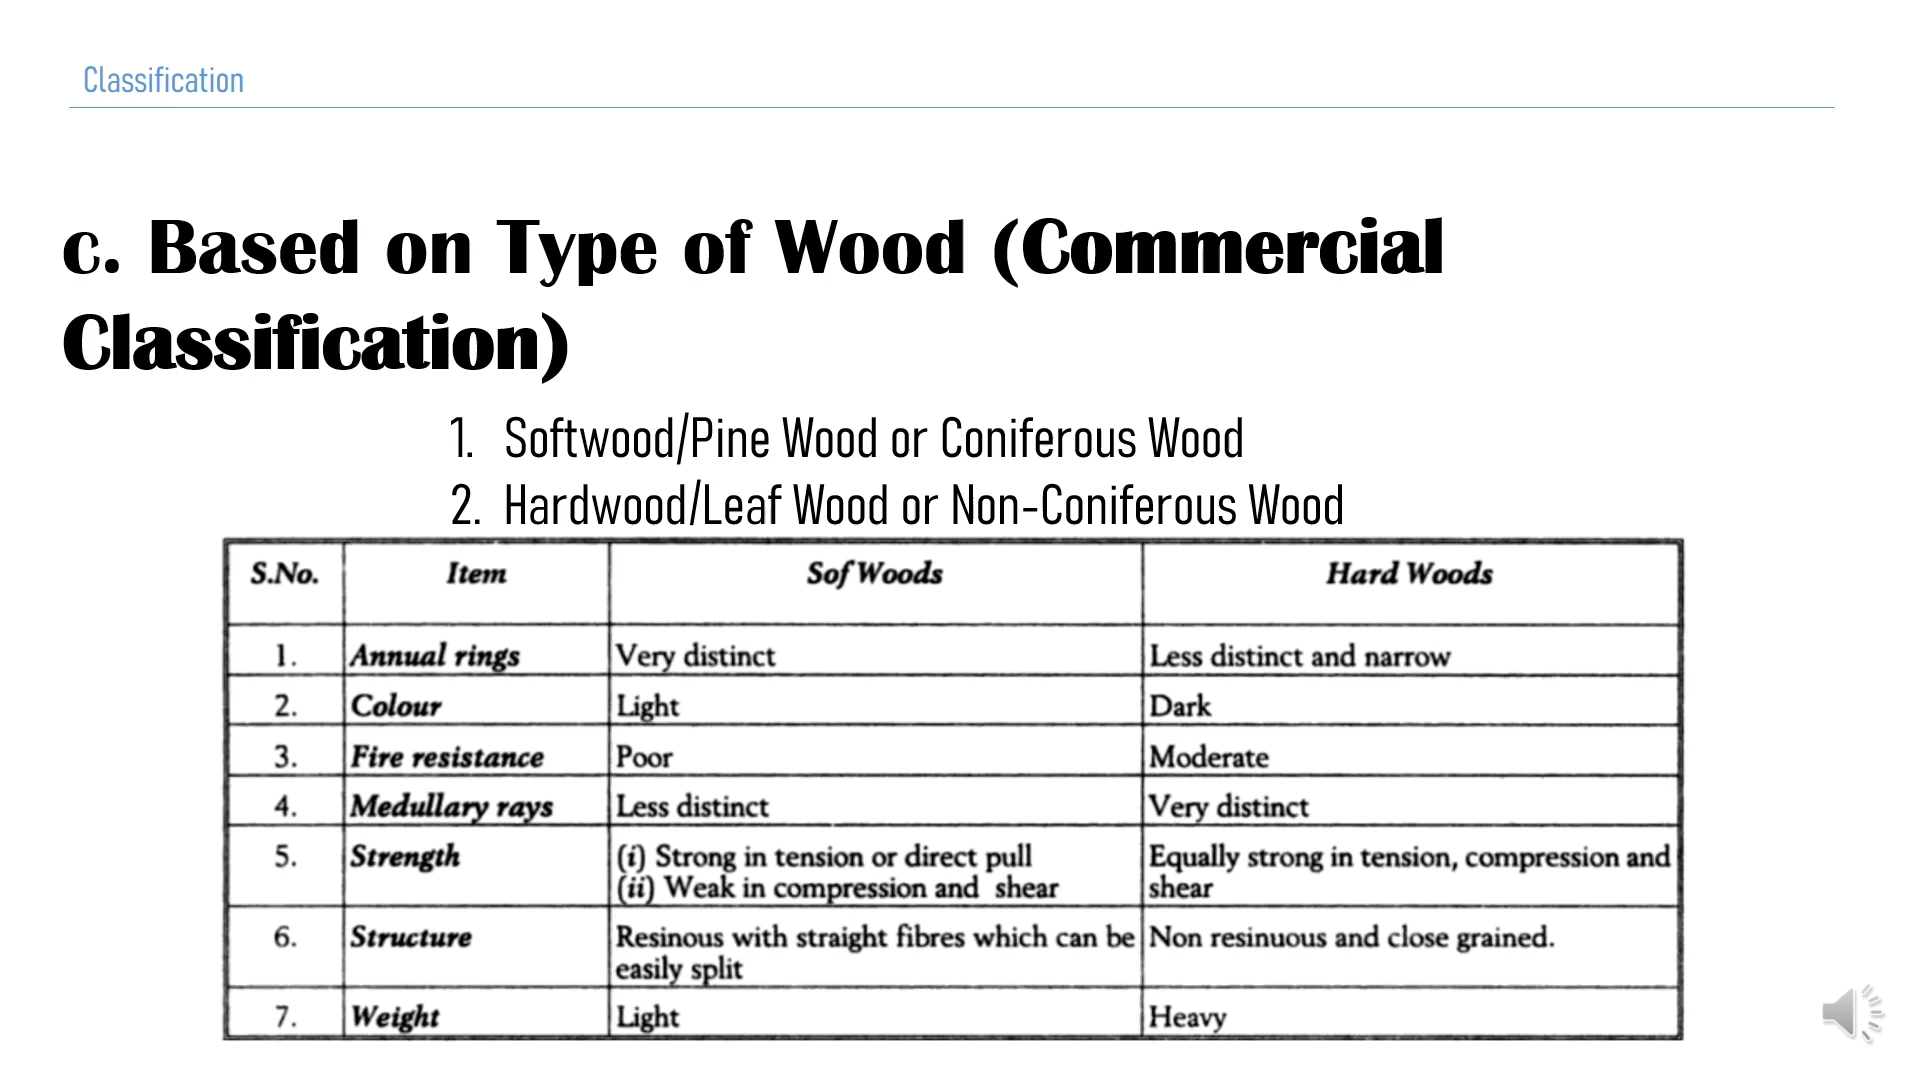 Classification
c. Based on Type of Wood (Commercial
Classification)
1. Softwood/Pine Wood or Coniferous Wood
2. Hardwood/Leaf Wood or Non-Coniferous Wood
S.No. Item Sof Woods Hard Woods
1. Annual rings Very distinct Less distinct and narrow
2. Colour Light Dark
3. Fire resistance Poor Moderate
4. Medullary rays Less distinct Very distinct
5. Strength (i) Strong in tension or direct pull Equally strong in tension, compression and
(ii) Weak in compression and shear shear
6. Structure Resinous with straight fibres which can be Non resinuous and close grained.
easily split
7. Weight Light Heavy